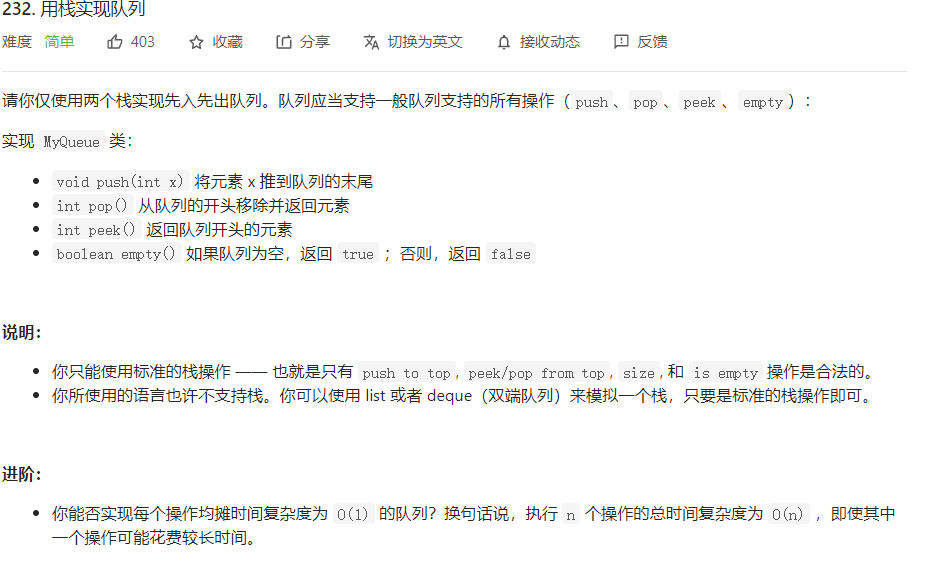 232. 用栈实现队列
难度 简单 403 收藏 分享 切换为英文 接收动态 反馈
请你仅使用两个栈实现先入先出队列。队列应当支持一般队列支持的所有操作（push、pop、peek、empty）：
实现 MyQueue 类：
void push(int x) 将元素 x 推到队列的末尾
int pop() 从队列的开头移除并返回元素
int peek() 返回队列开头的元素
boolean empty() 如果队列为空，返回 true ；否则，返回 false
说明：
你只能使用标准的栈操作 —— 也就是只有 push to top, peek/pop from top, size, 和 is empty 操作是合法的。
你所使用的语言也许不支持栈。你可以使用 list 或者 deque（双端队列）来模拟一个栈，只要是标准的栈操作即可。
进阶：
你能否实现每个操作均摊时间复杂度为 O(1) 的队列？换句话说，执行 n 个操作的总时间复杂度为 O(n) ，即使其中
一个操作可能花费较长时间。